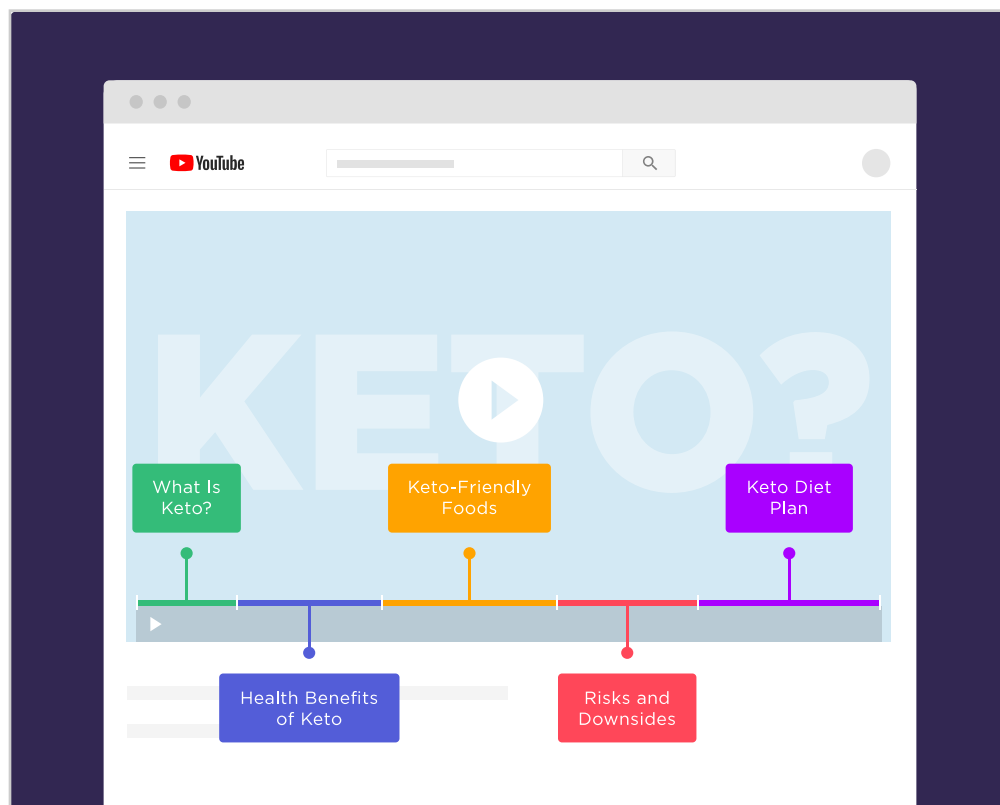 YouTube
KETO?
What Is
Keto?
Keto-Friendly
Foods
Keto Diet
Plan
Health Benefits
of Keto
Risks and
Downsides